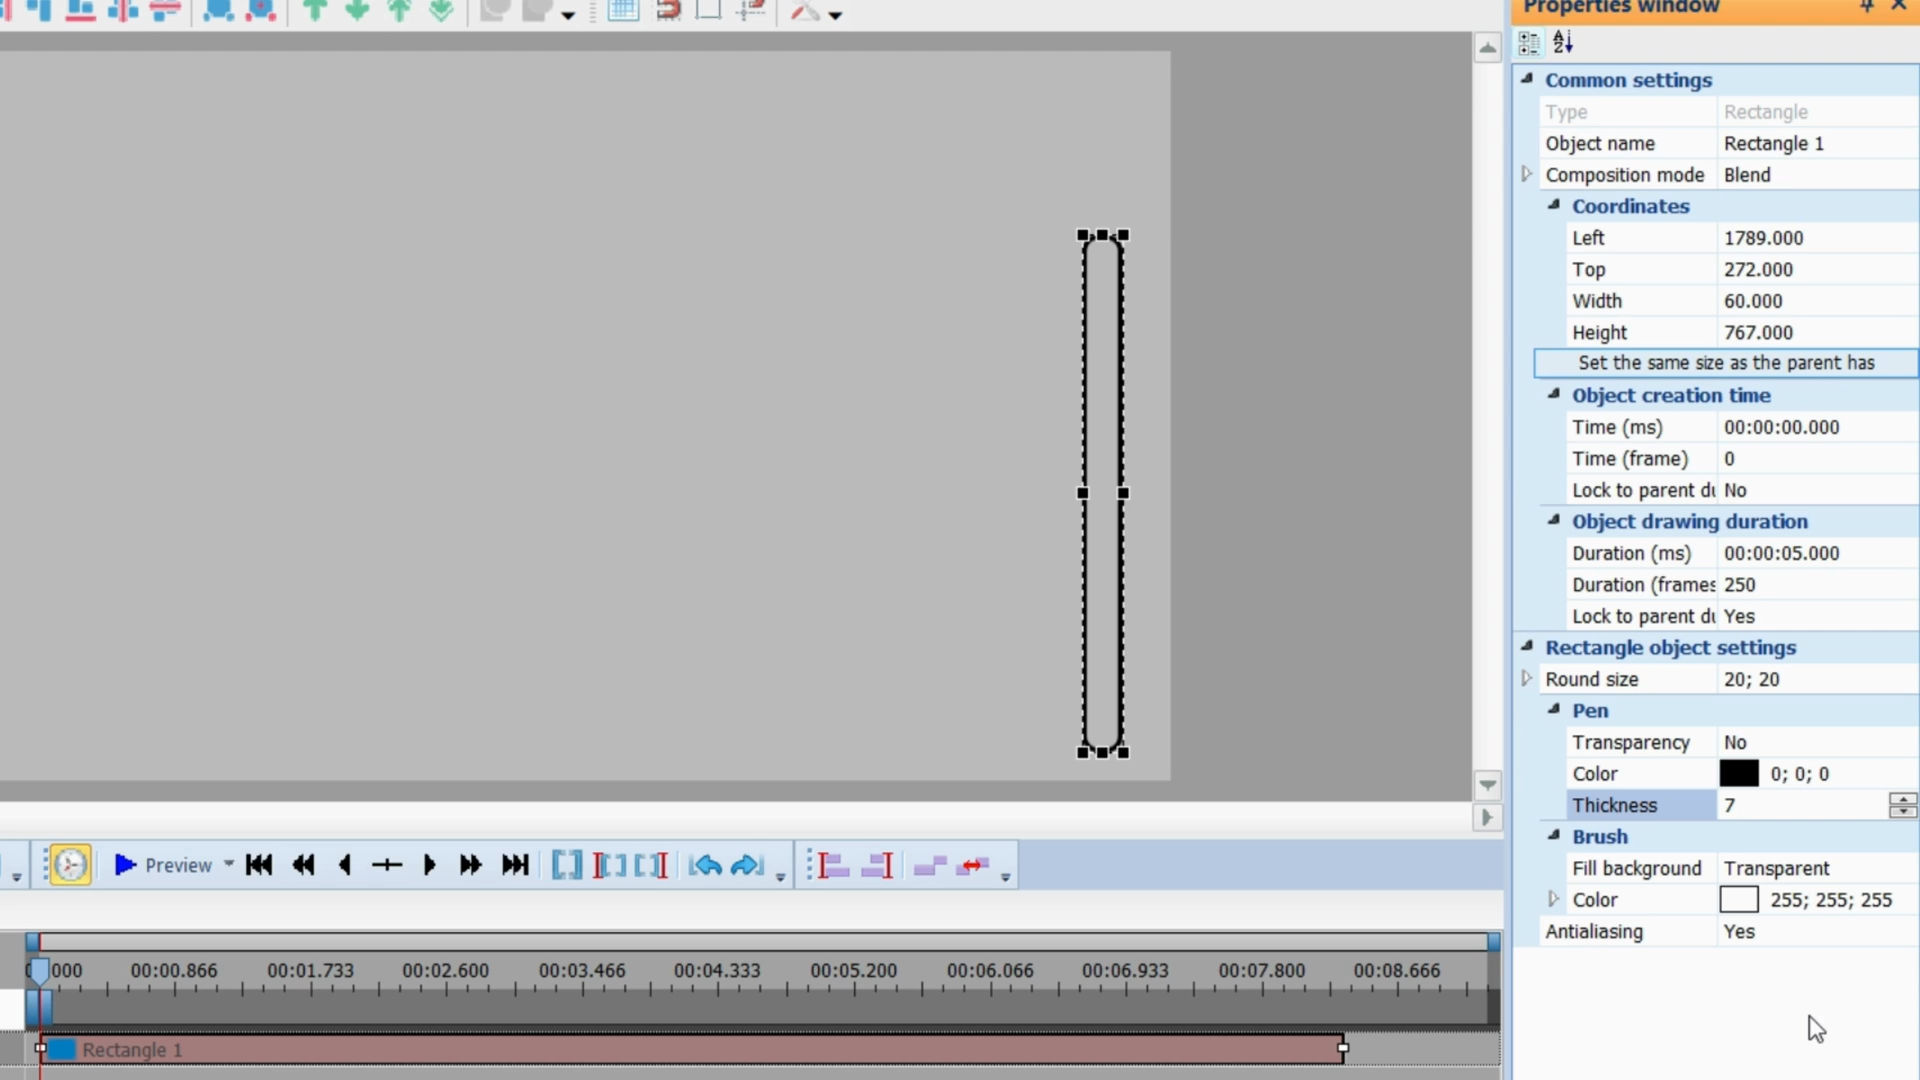 Properties window
Common settings
Type Rectangle
Object name Rectangle 1
Composition mode Blend
Coordinates
Left 1789.000
Top 272.000
Width 60.000
Height 767.000
Set the same size as the parent has
Object creation time
Time (ms) 00:00:00.000
Time (frame) 0
Lock to parent du No
Object drawing duration
Duration (ms) 00:00:05.000
Duration (frames 250
Lock to parent du Yes
Rectangle object settings
Round size 20; 20
Pen
Transparency No
Color 0; 0; 0
Thickness 7
Brush
Fill background Transparent
Color 255; 255; 255
Antialiasing Yes
Preview
000 00:00.866 00:01.733 00:02.600 00:03.466 00:04.333 00:05.200 00:06.066 00:06.933 00:07.800 00:08.666
Rectangle 1